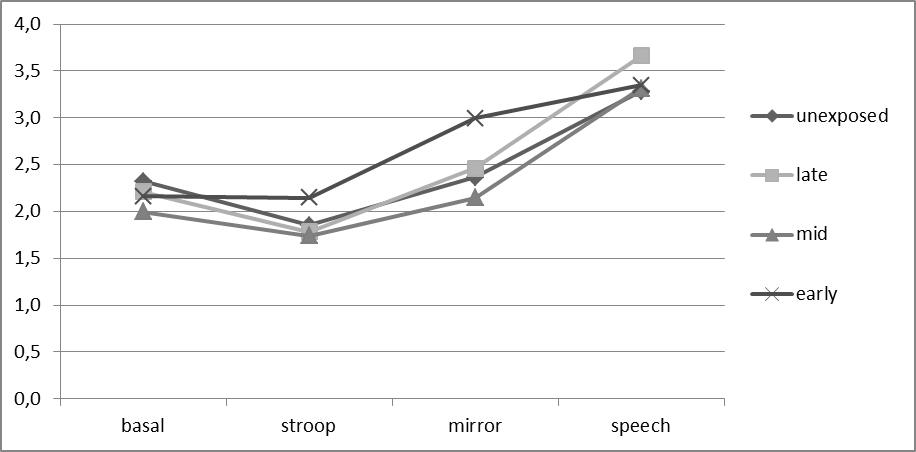 4,0
3,5
3,0
2,5
2,0
1,5
1,0
0,5
0,0
basal stroop mirror speech
unexposed
late
mid
early